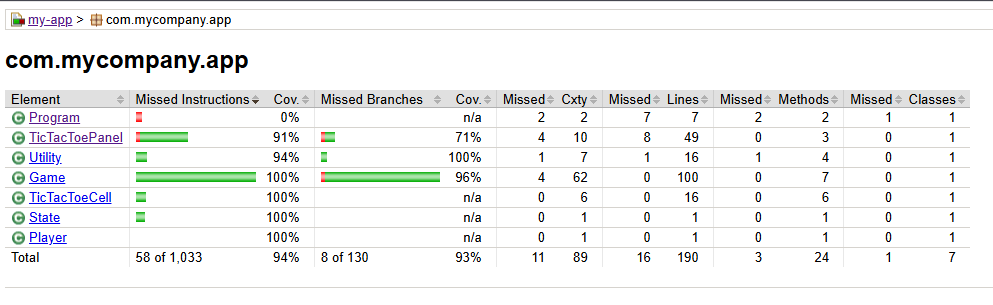 my-app > com.mycompany.app
com.mycompany.app
Element Missed Instructions Cov. Missed Branches Cov. Missed Cxty Missed Lines Missed Methods Missed Classes
Program 0% n/a 2 2 7 7 2 2 1 1
TicTacToePanel 91% 71% 4 10 8 49 0 3 0 1
Utility 94% 100% 1 7 1 16 1 4 0 1
Game 100% 96% 4 62 0 100 0 7 0 1
TicTacToeCell 100% n/a 0 6 0 16 0 6 0 1
State 100% n/a 0 1 0 1 0 1 0 1
Player 100% n/a 0 1 0 1 0 1 0 1
Total 58 of 1,033 94% 8 of 130 93% 11 89 16 190 3 24 1 7